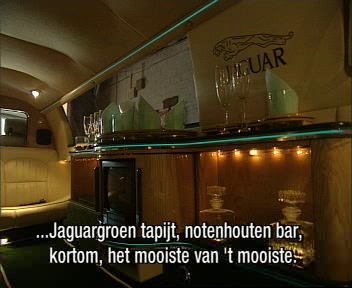 JAGUAR
...Jaguargroen tapijt, notenhouten bar,
kortom, het mooiste van 't mooiste.